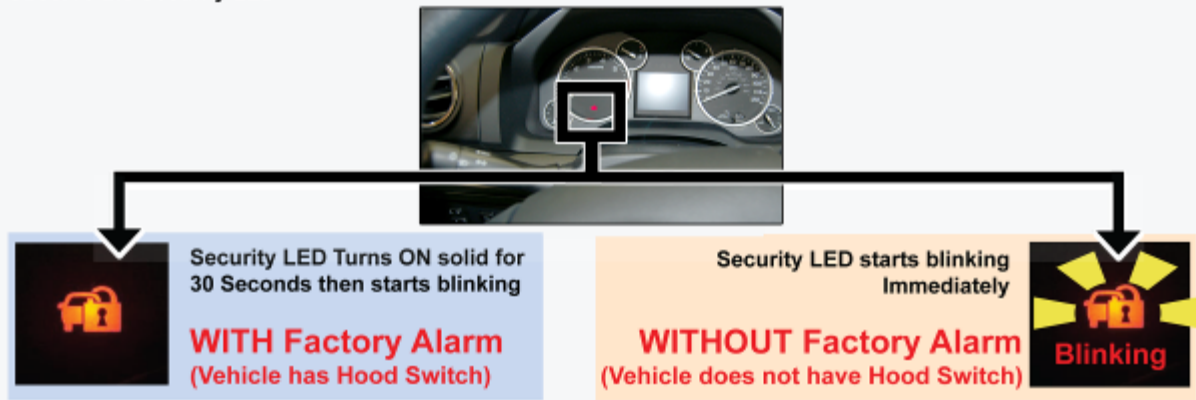 Security LED Turns ON solid for
30 Seconds then starts blinking
WITH Factory Alarm
(Vehicle has Hood Switch)
Security LED starts blinking
Immediately
WITHOUT Factory Alarm
(Vehicle does not have Hood Switch)
Blinking